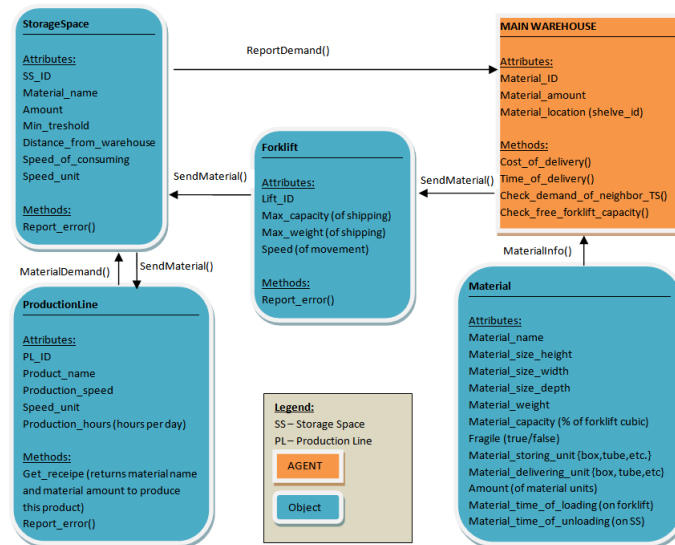 StorageSpace
Attributes:
SS_ID
Material_name
Amount
Min_treshold
Distance_from_warehouse
Speed_of_consuming
Speed_unit
Methods:
Report_error()
ReportDemand()
MAIN WAREHOUSE
Attributes:
Material_ID
Material_amount
Material_location (shelve_id)
Methods:
Cost_of_delivery()
Time_of_delivery()
Check_demand_of_neighbor_TS()
Check_free_forklift_capacity()
SendMaterial()
Forklift
Attributes:
Lift_ID
Max_capacity (of shipping)
Max_weight (of shipping)
Speed (of movement)
Methods:
Report_error()
SendMaterial()
MaterialDemand()
SendMaterial()
MaterialInfo()
ProductionLine
Attributes:
PL_ID
Product_name
Production_speed
Speed_unit
Production_hours (hours per day)
Methods:
Get_receipe (returns material name
and material amount to produce
this product)
Report_error()
Legend:
SS – Storage Space
PL – Production Line
AGENT
Object
Material
Attributes:
Material_name
Material_size_height
Material_size_width
Material_size_depth
Material_weight
Material_capacity (% of forklift cubic)
Fragile (true/false)
Material_storing_unit {box,tube,etc.}
Material_delivering_unit {box, tube,etc}
Amount (of material units)
Material_time_of_loading (on forklift)
Material_time_of_unloading (on SS)